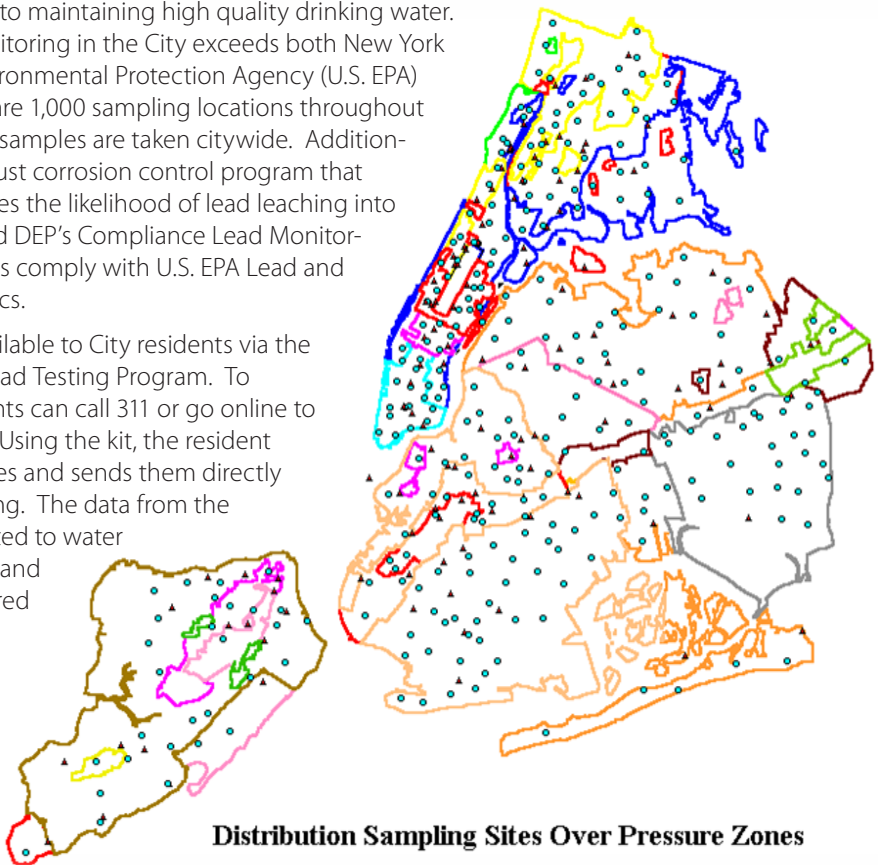 to maintaining high quality drinking water.
itoring in the City exceeds both New York
ironmental Protection Agency (U.S. EPA)
are 1,000 sampling locations throughout
samples are taken citywide. Addition-
ust corrosion control program that
es the likelihood of lead leaching into
d DEP's Compliance Lead Monitor-
s comply with U.S. EPA Lead and
cs.
ilable to City residents via the
ad Testing Program. To
nts can call 311 or go online to
Using the kit, the resident
es and sends them directly
ng. The data from the
ted to water
and
red
Distribution Sampling Sites Over Pressure Zones